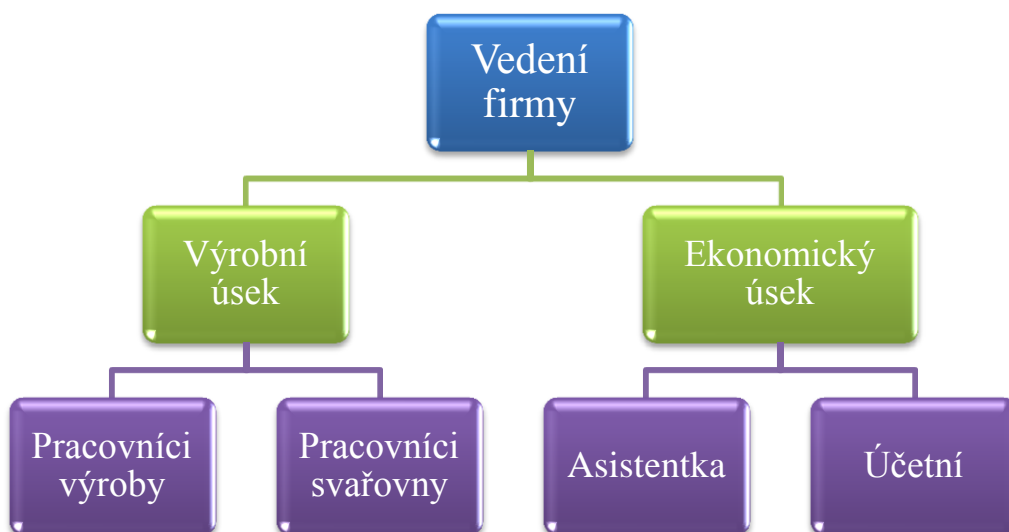 Vedení
firmy
Výrobní
úsek
Ekonomický
úsek
Pracovníci
výroby
Pracovníci
svařovny
Asistentka
Účetní